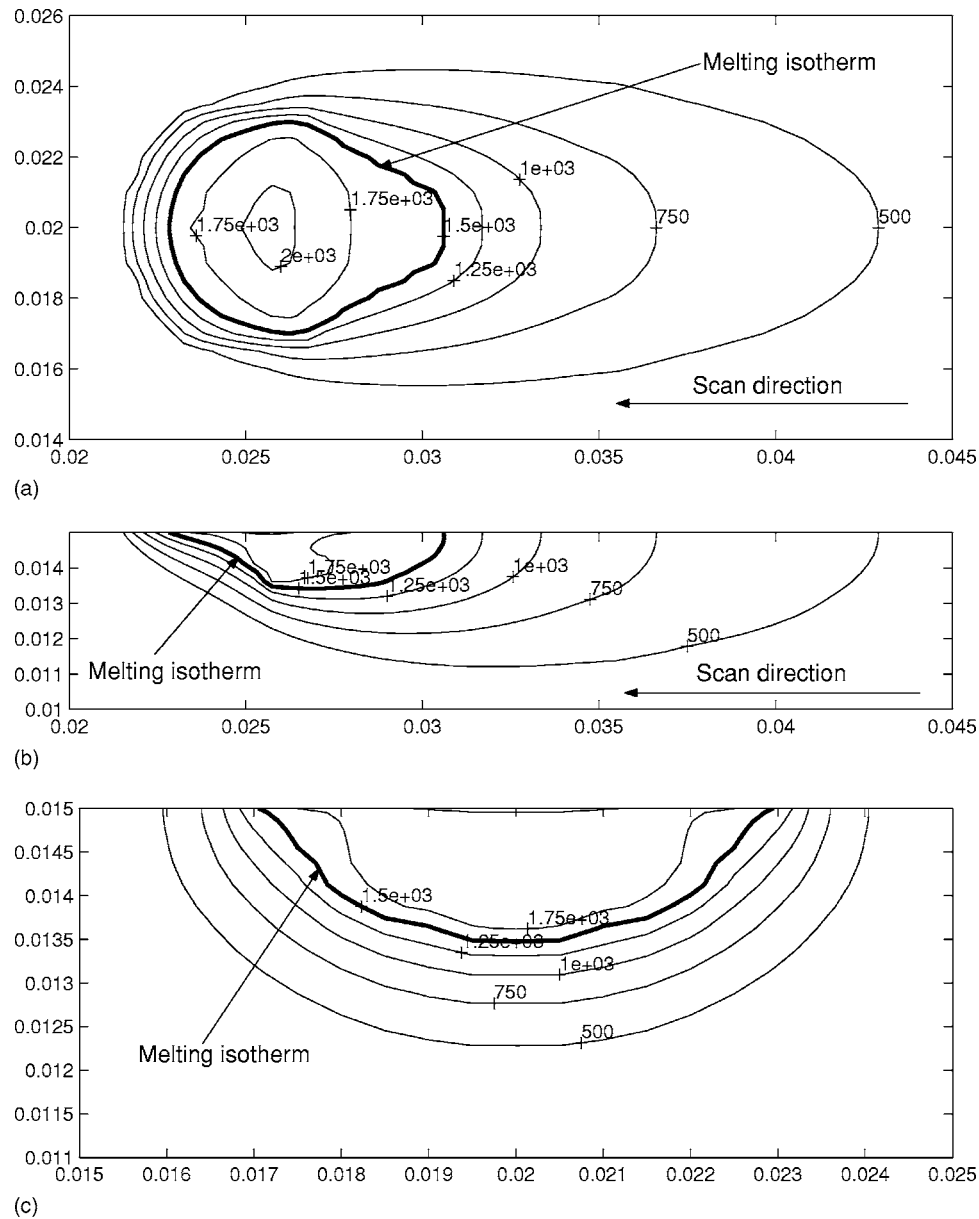 0.026
0.024
0.022
0.02
0.018
0.016
0.014
Melting isotherm
1e+03
1.75e+03
1.75e+03
1.5e+03
750
500
2e+03
1.25e+03
Scan direction
0.02 0.025 0.03 0.035 0.04 0.045
(a)
0.014
0.013
0.012
0.011
0.01
1.75e+03
1.5e+03
1.25e+03
1e+03
750
500
Melting isotherm
Scan direction
0.02 0.025 0.03 0.035 0.04 0.045
(b)
0.015
0.0145
0.014
0.0135
0.013
0.0125
0.012
0.0115
0.011
1.5e+03
1.75e+03
1.25e+03
1e+03
750
500
Melting isotherm
0.015 0.016 0.017 0.018 0.019 0.02 0.021 0.022 0.023 0.024 0.025
(c)